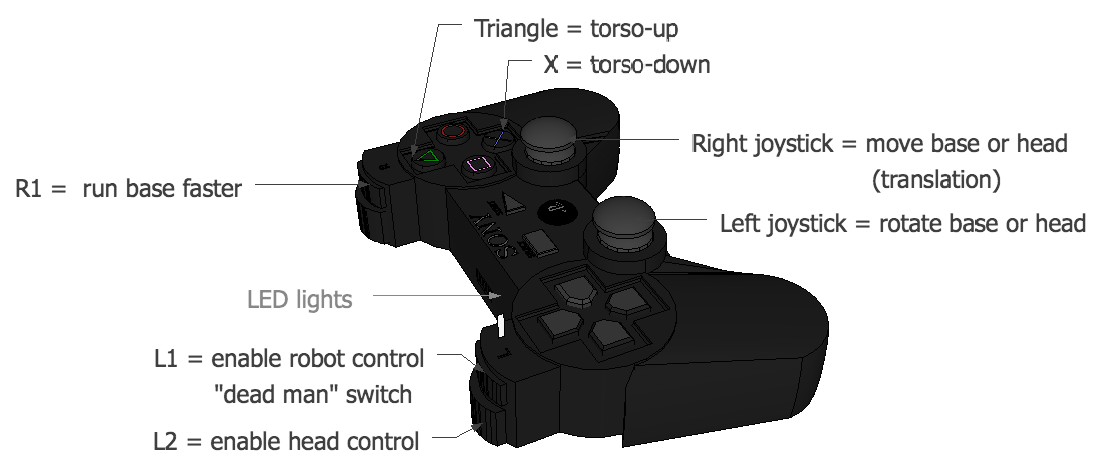 Triangle = torso-up
X = torso-down
Right joystick = move base or head
(translation)
R1 = run base faster
Left joystick = rotate base or head
SONY
LED lights
L1 = enable robot control
"dead man" switch
L2 = enable head control